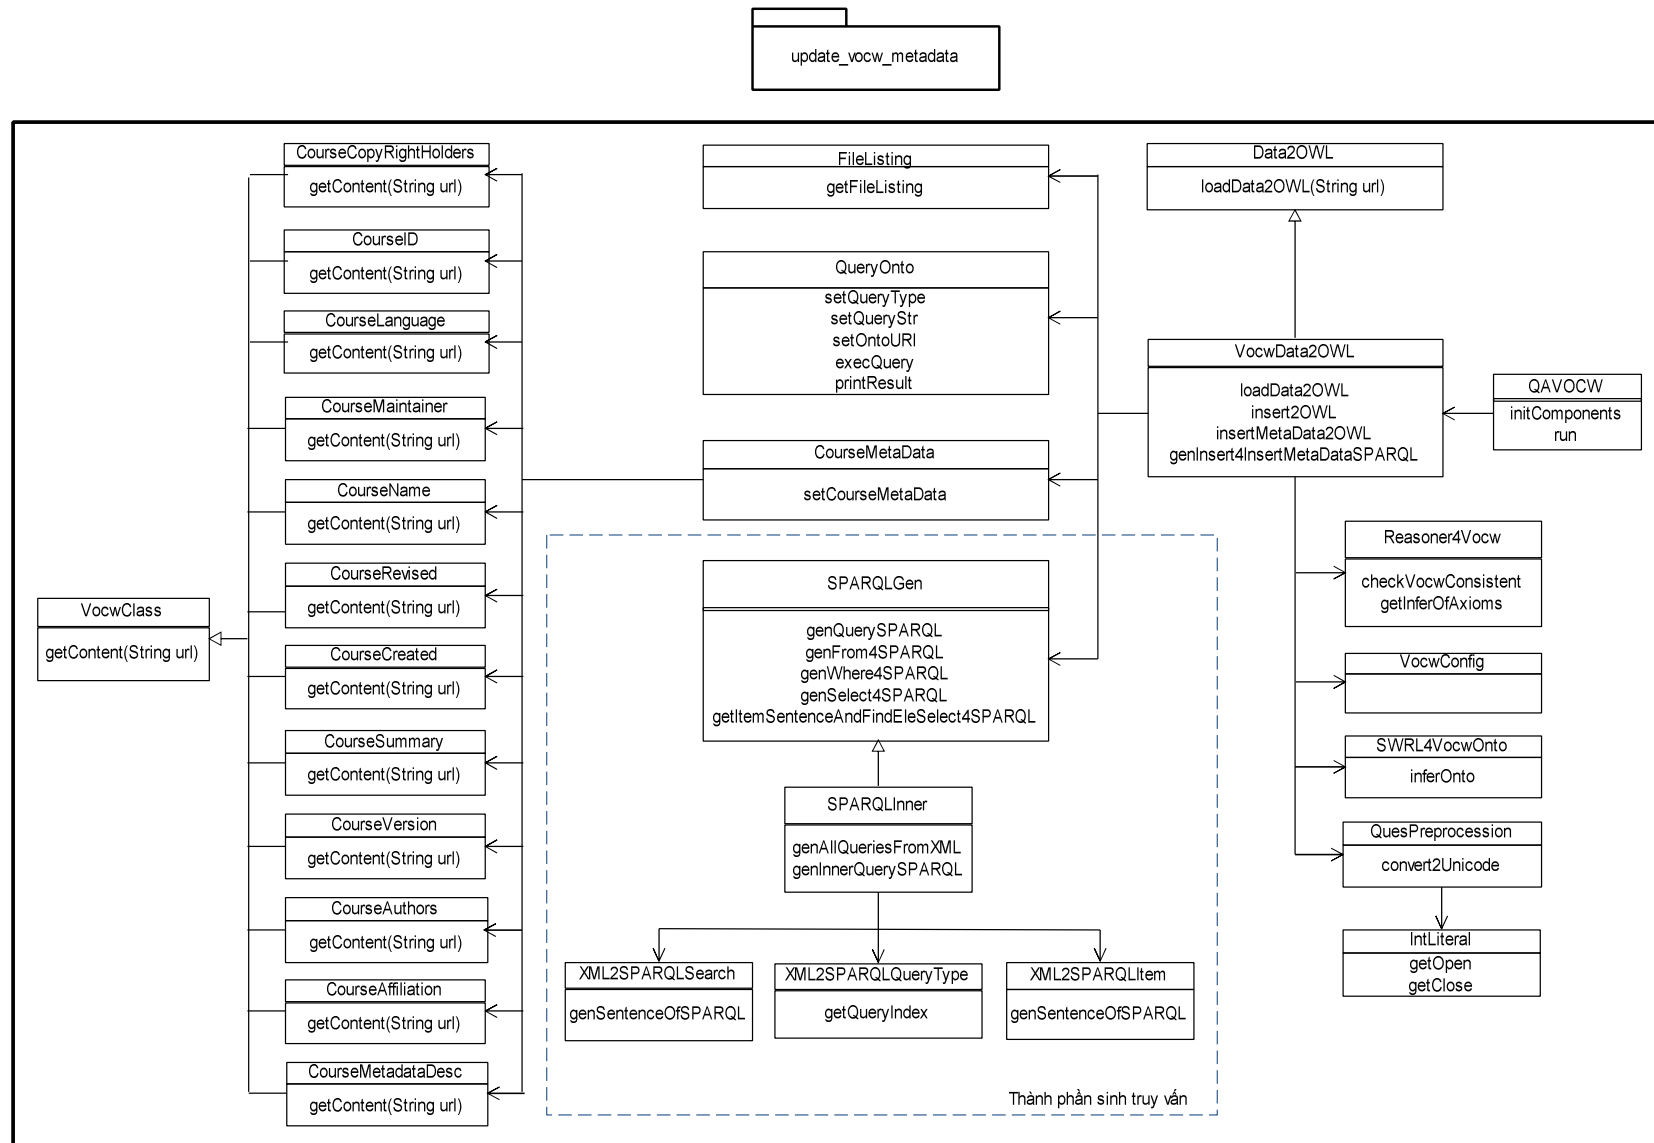 update_vocw_metadata
CourseCopyRightHolders
getContent(String url)
CourseID
getContent(String url)
CourseLanguage
getContent(String url)
CourseMaintainer
getContent(String url)
CourseName
getContent(String url)
CourseRevised
getContent(String url)
CourseCreated
getContent(String url)
CourseSummary
getContent(String url)
CourseVersion
getContent(String url)
CourseAuthors
getContent(String url)
CourseAffiliation
getContent(String url)
CourseMetadataDesc
getContent(String url)
VocwClass
getContent(String url)
FileListing
getFileListing
QueryOnto
setQueryType
setQueryStr
setOntoURI
execQuery
printResult
CourseMetaData
setCourseMetaData
SPARQLGen
genQuerySPARQL
genFrom4SPARQL
genWhere4SPARQL
genSelect4SPARQL
getItemSentenceAndFindEleSelect4SPARQL
SPARQLInner
genAllQueriesFromXML
genInnerQuerySPARQL
XML2SPARQLSearch
genSentenceOfSPARQL
XML2SPARQLQueryType
getQueryIndex
XML2SPARQLItem
genSentenceOfSPARQL
Thành phần sinh truy vấn
Data2OWL
loadData2OWL(String url)
VocwData2OWL
loadData2OWL
insert2OWL
insertMetaData2OWL
genInsert4InsertMetaDataSPARQL
QAVOCW
initComponents
run
Reasoner4Vocw
checkVocwConsistent
getInferOfAxioms
VocwConfig
SWRL4VocwOnto
inferOnto
QuesPreprocession
convert2Unicode
IntLiteral
getOpen
getClose